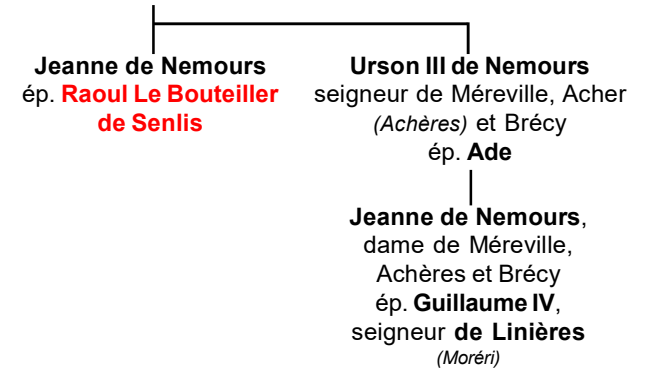 Jeanne de Nemours
ép. Raoul Le Bouteiller
de Senlis
Urson III de Nemours
seigneur de Méreville, Acher
(Achères) et Brécy
ép. Ade
Jeanne de Nemours,
dame de Méreville,
Achères et Brécy
ép. Guillaume IV,
seigneur de Linières
(Moréri)